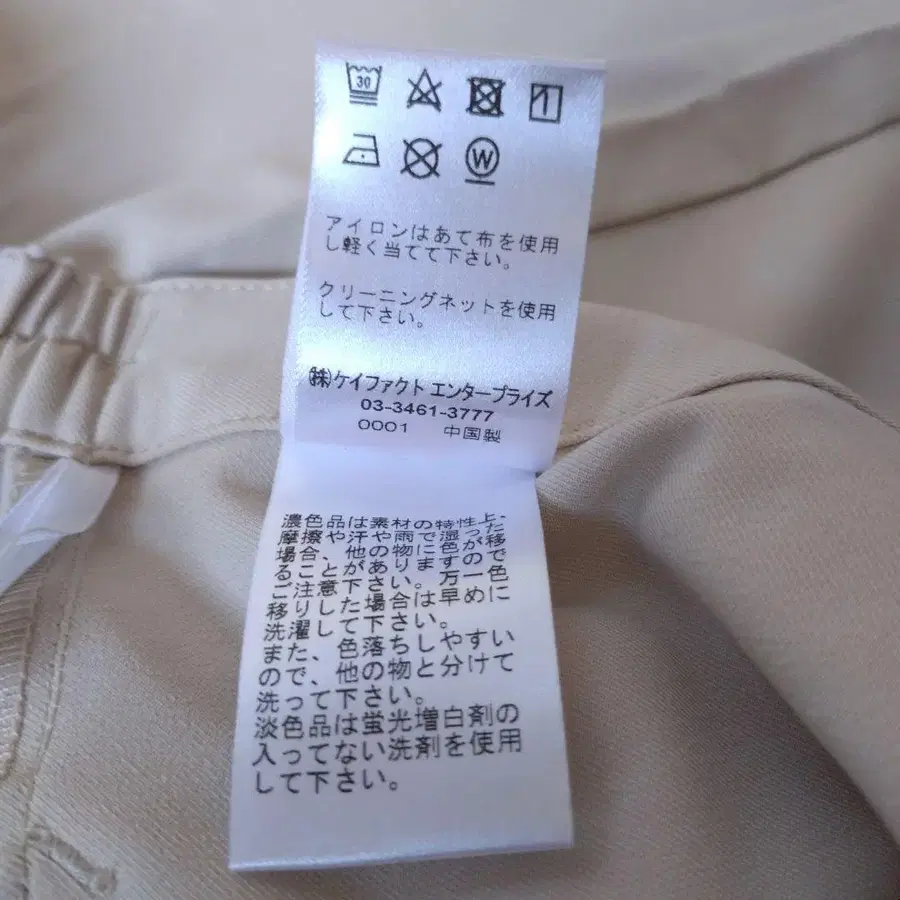 30
W
アイロンはあて布を使用
し軽く当てて下さい。
クリーニングネットを使用
して下さい。
㈱ケイファクト エンタープライズ
03-3461-3777
0001 中国製
濃色品は素材の特性上、
摩擦や汗や雨で湿った
場合、他の物に色が移
ることがありますので
ご注意下さい。万一色
移りした場合は早めに
洗濯して下さい。
また、色落ちしやすい
ので、他の物と分けて
洗って下さい。
淡色品は蛍光増白剤の
入ってない洗剤を使用
して下さい。